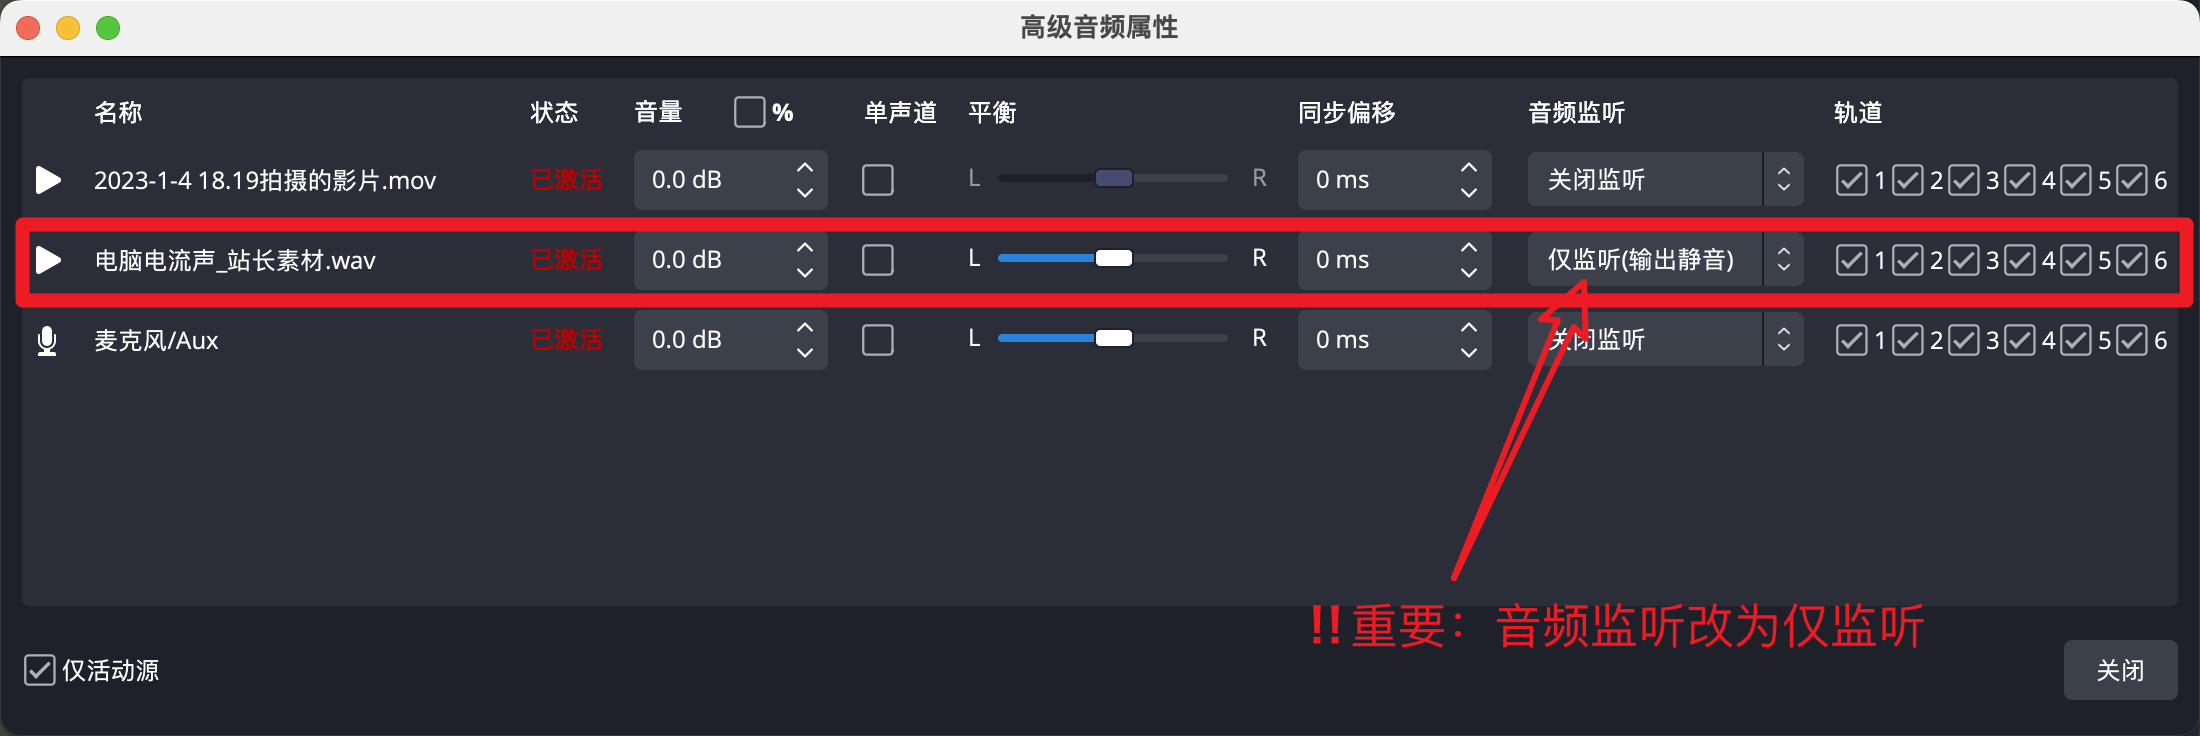 高级音频属性
名称 状态 音量 % 单声道 平衡 同步偏移 音频监听 轨道
2023-1-4 18.19拍摄的影片.mov 已激活 0.0 dB L R 0 ms 关闭监听 1 2 3 4 5 6
电脑电流声_站长素材.wav 已激活 0.0 dB L R 0 ms 仅监听(输出静音) 1 2 3 4 5 6
麦克风/Aux 已激活 0.0 dB L R 0 ms 关闭监听 1 2 3 4 5 6
!!重要：音频监听改为仅监听
仅活动源 关闭